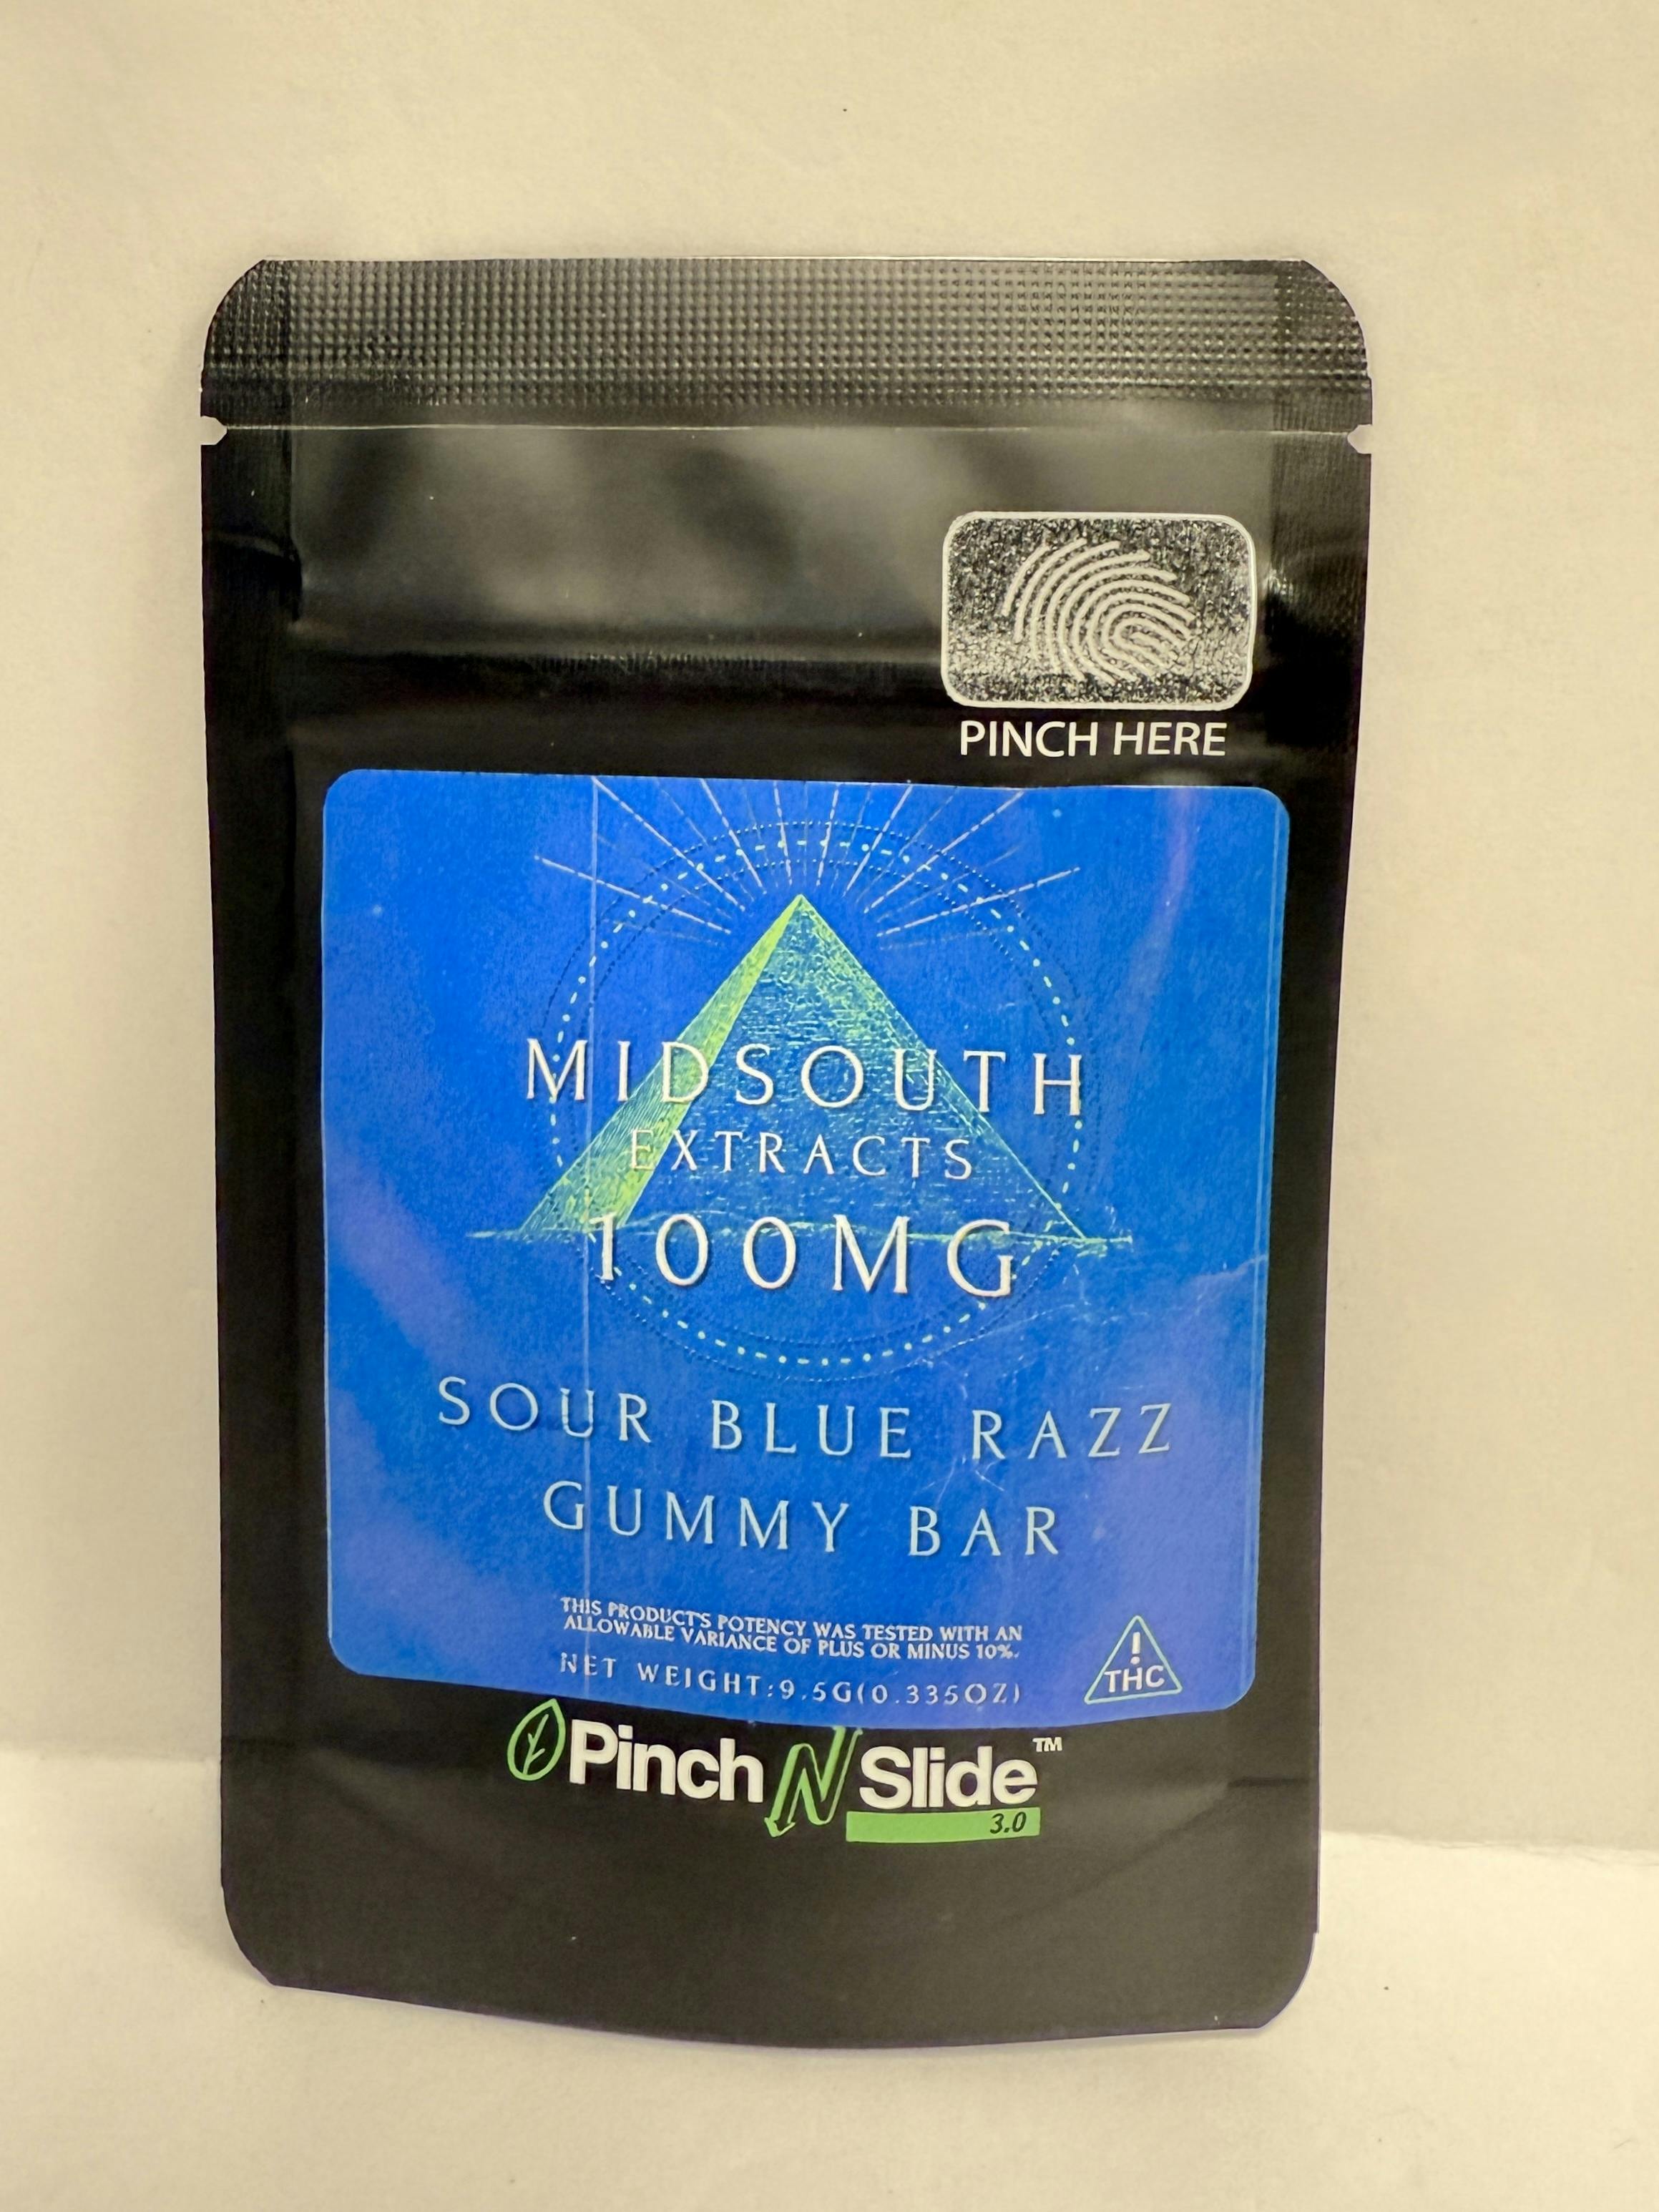 PINCH HERE
MIDSOUTH
EXTRACTS
100MG
SOUR BLUE RAZZ
GUMMY BAR
THIS PRODUCT'S POTENCY WAS TESTED WITH AN
ALLOWABLE VARIANCE OF PLUS OR MINUS 10%.
NET WEIGHT:9.5G(0.335OZ)
!
THC
Pinch N Slide™
3.0